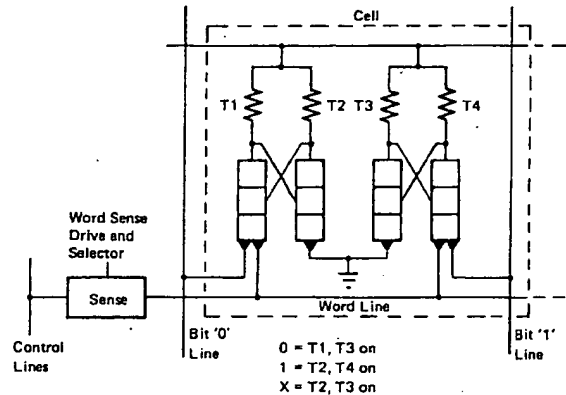 Cell
T1 T2 T3 T4
Word Sense
Drive and
Selector
Sense
Word Line
Control
Lines
Bit '0'
Line
Bit '1'
Line
0 = T1, T3 on
1 = T2, T4 on
X = T2, T3 on